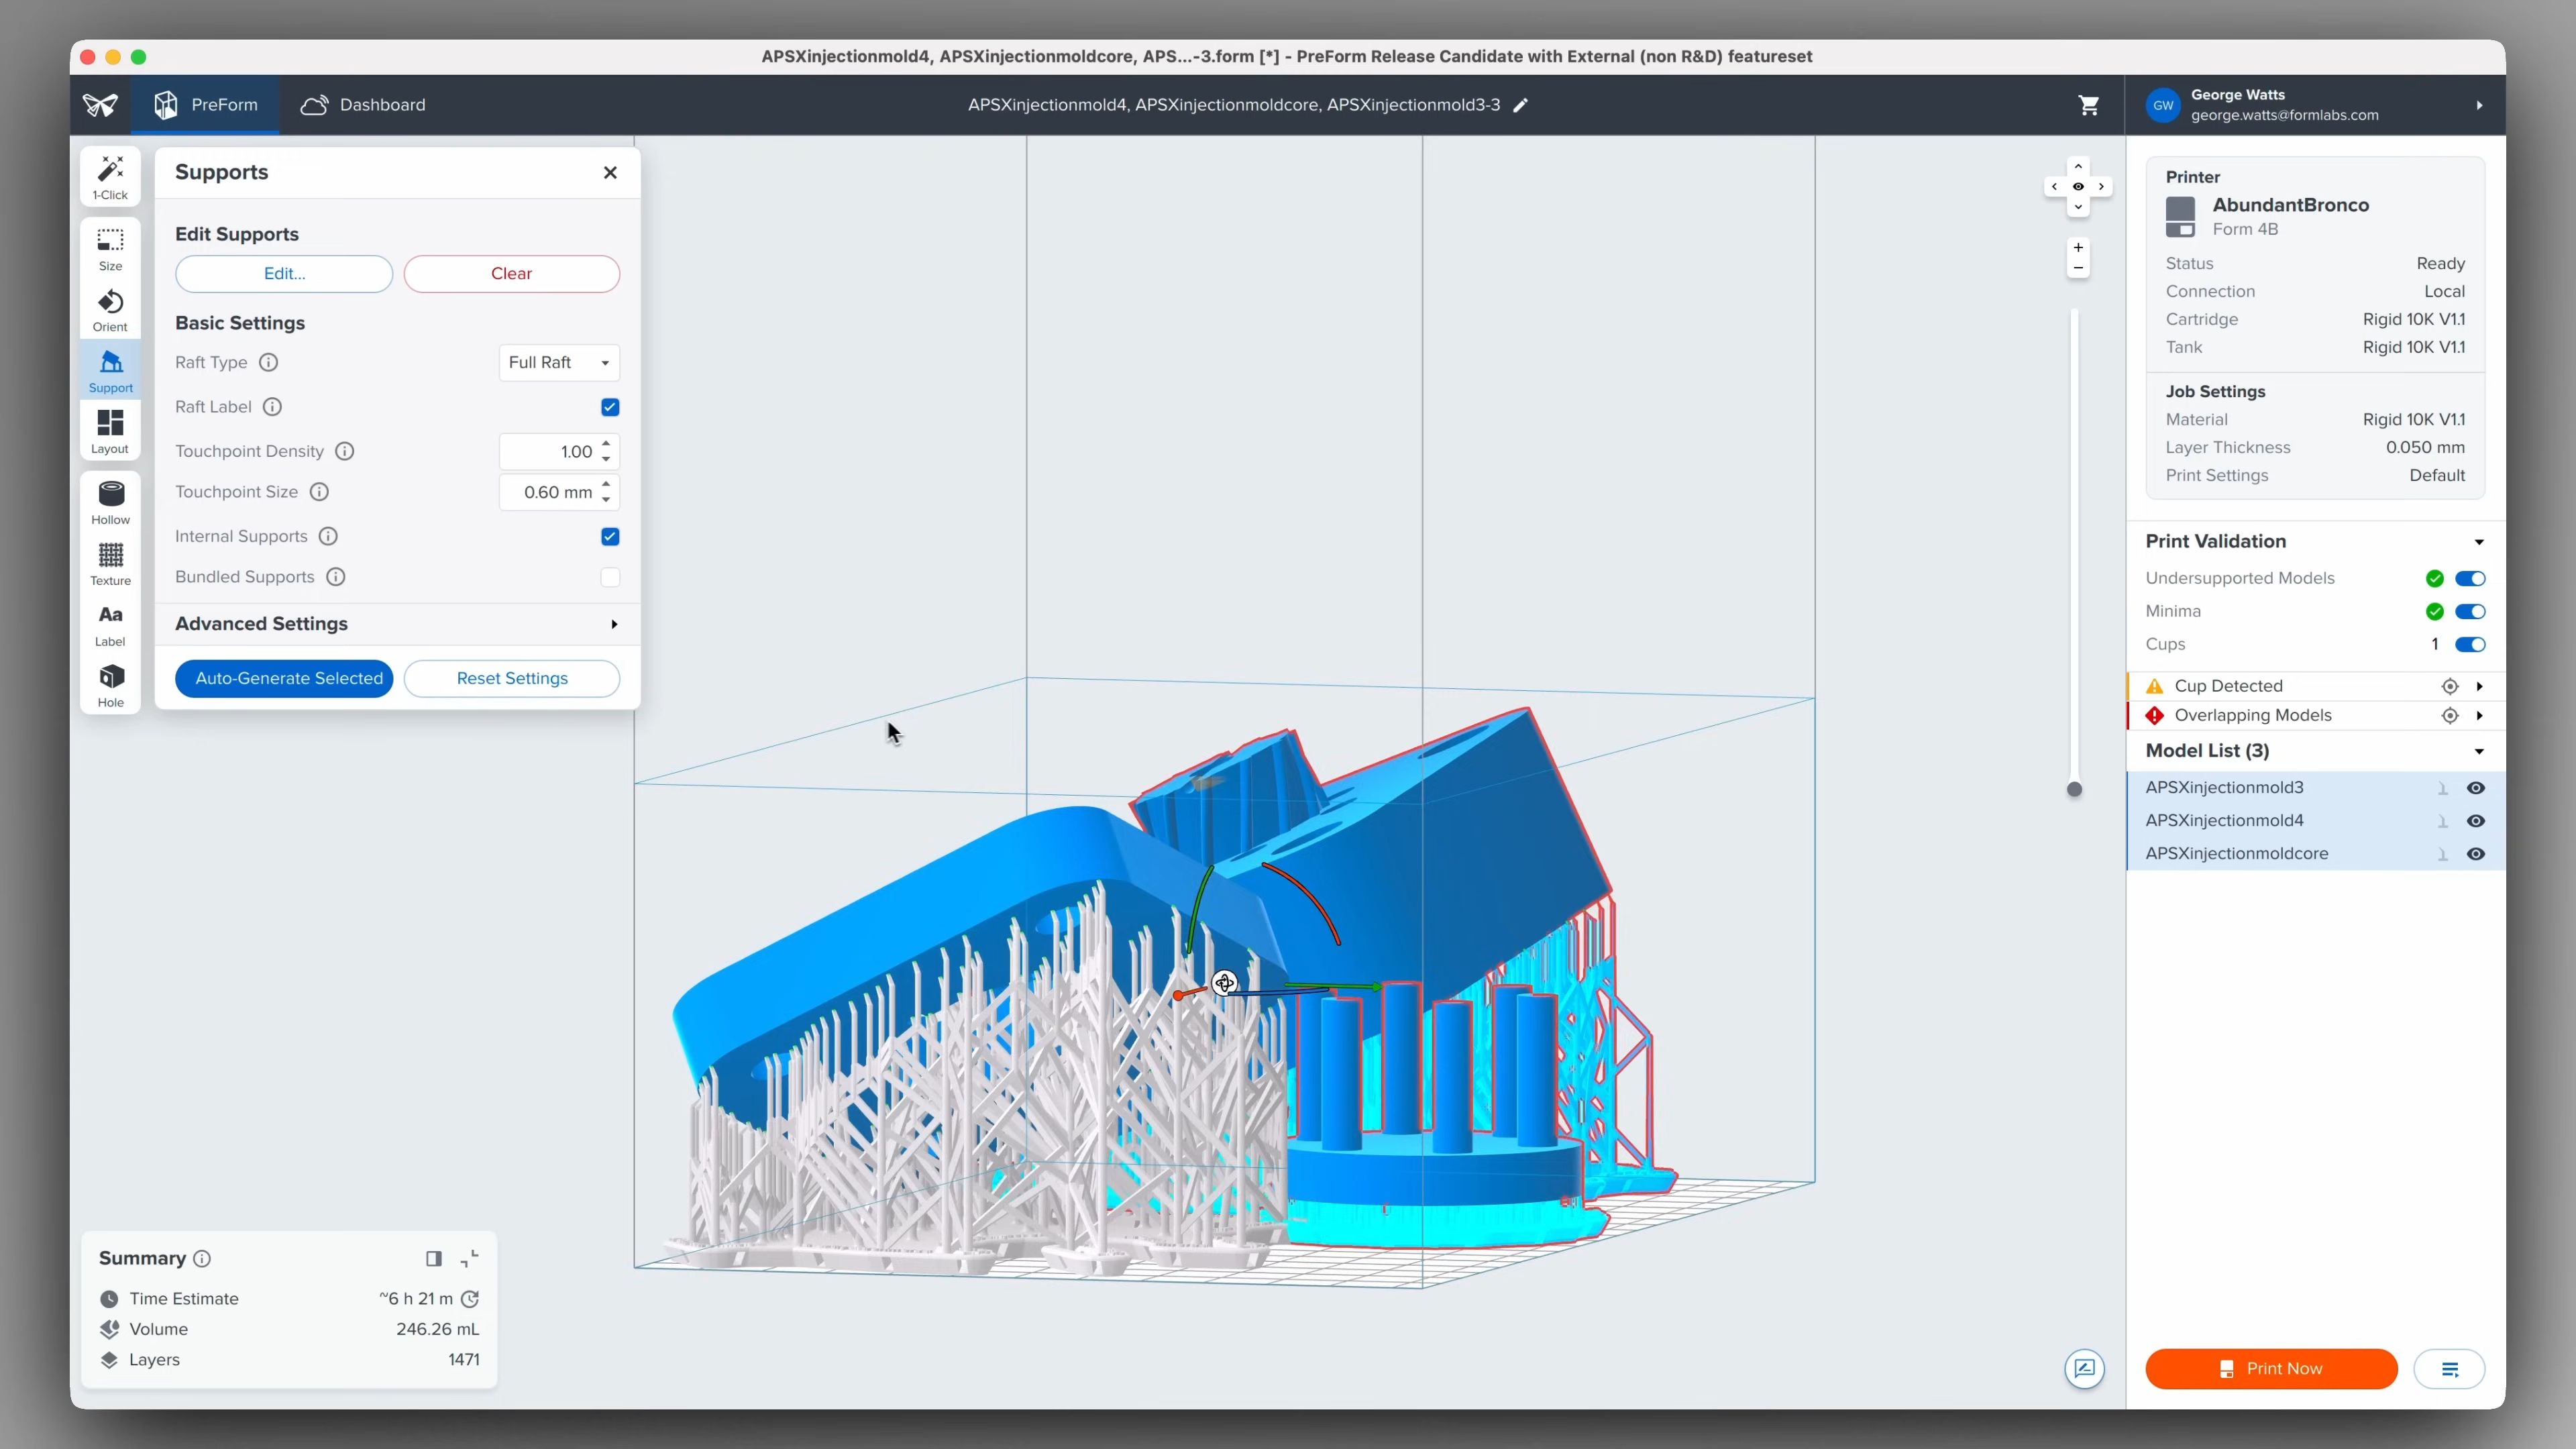 APSXinjectionmold4, APSXinjectionmoldcore, APS...-3.form [*] - PreForm Release Candidate with External (non R&D) featureset
PreForm
Dashboard
APSXinjectionmold4, APSXinjectionmoldcore, APSXinjectionmold3-3
GW
George Watts
george.watts@formlabs.com
1-Click
Size
Orient
Support
Layout
Hollow
Texture
Aa
Label
Hole
Supports
Edit Supports
Edit...
Clear
Basic Settings
Raft Type
Full Raft
Raft Label
Touchpoint Density
1.00
Touchpoint Size
0.60 mm
Internal Supports
Bundled Supports
Advanced Settings
Auto-Generate Selected
Reset Settings
Summary
Time Estimate
~6 h 21 m
Volume
246.26 mL
Layers
1471
Printer
AbundantBronco
Form 4B
Status
Ready
Connection
Local
Cartridge
Rigid 10K V1.1
Tank
Rigid 10K V1.1
Job Settings
Material
Rigid 10K V1.1
Layer Thickness
0.050 mm
Print Settings
Default
Print Validation
Undersupported Models
Minima
Cups
1
Cup Detected
Overlapping Models
Model List (3)
APSXinjectionmold3
APSXinjectionmold4
APSXinjectionmoldcore
Print Now